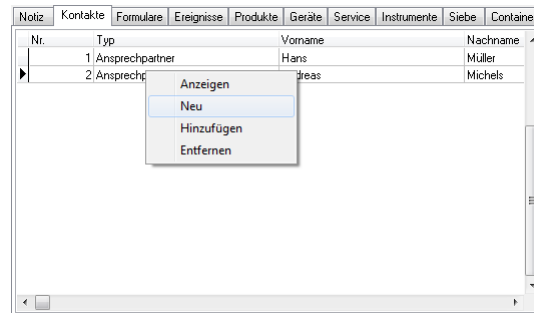 Notiz Kontakte Formulare Ereignisse Produkte Geräte Service Instrumente Siebe Containe
Nr. Typ Vorname Nachname
1 Ansprechpartner Hans Müller
2 Ansprechp dreas Michels
Anzeigen
Neu
Hinzufügen
Entfernen